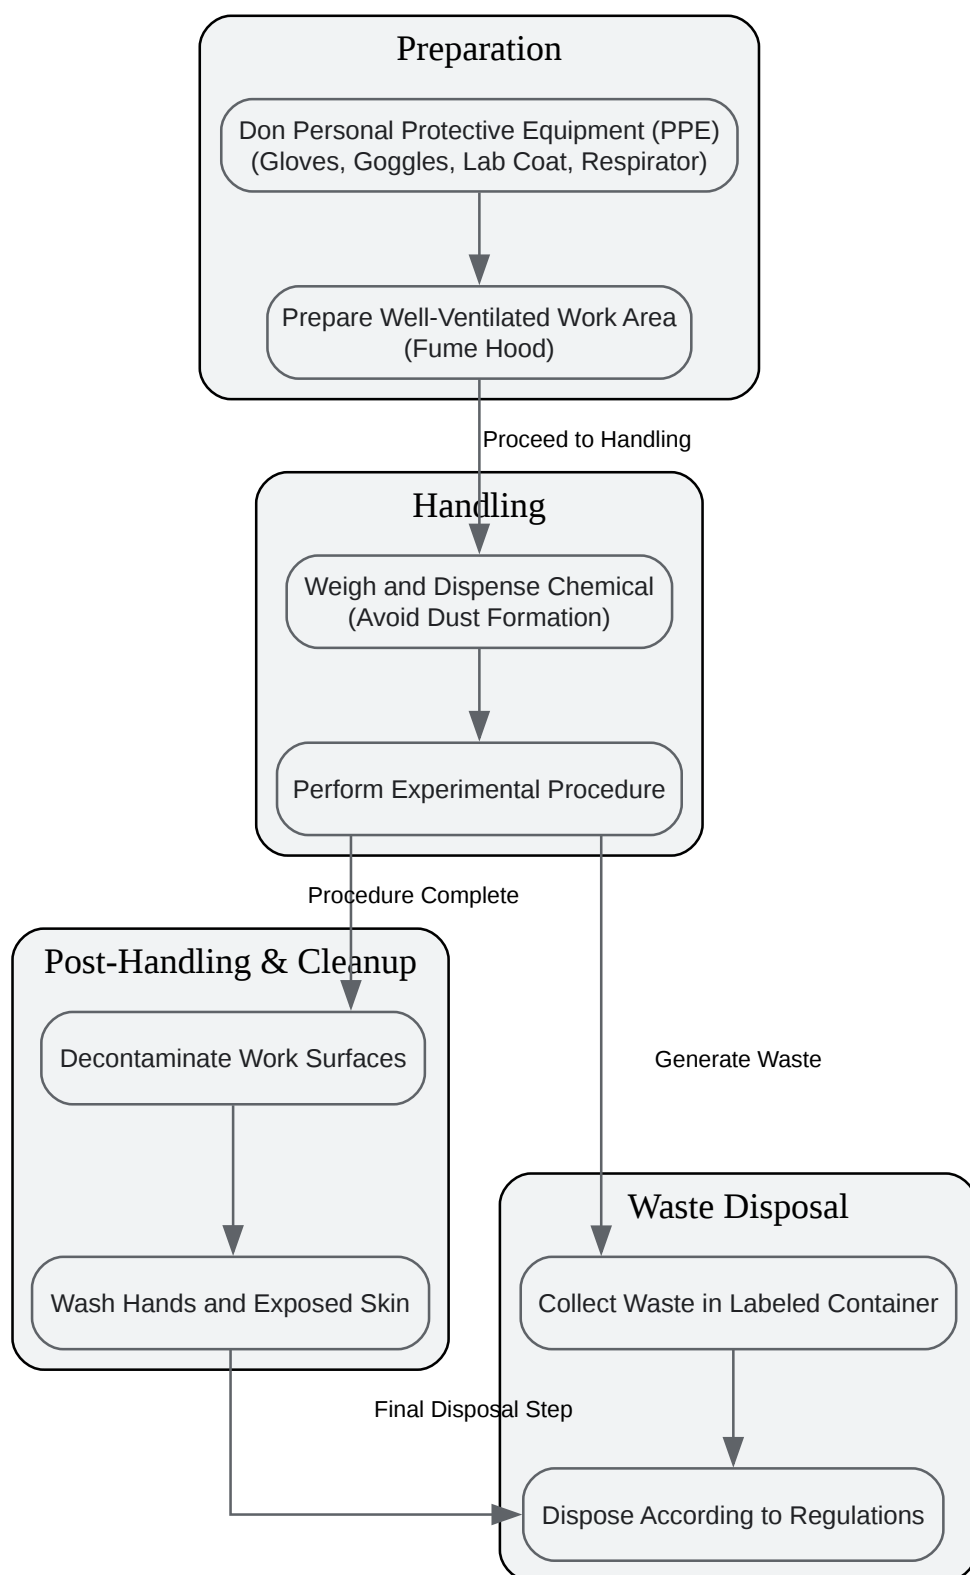 Preparation
Don Personal Protective Equipment (PPE)
(Gloves, Goggles, Lab Coat, Respirator)
Prepare Well-Ventilated Work Area
(Fume Hood)
Proceed to Handling
Handling
Weigh and Dispense Chemical
(Avoid Dust Formation)
Perform Experimental Procedure
Procedure Complete
Post-Handling & Cleanup
Decontaminate Work Surfaces
Generate Waste
Waste Disposal
Wash Hands and Exposed Skin
Collect Waste in Labeled Container
Final Disposal Step
Dispose According to Regulations